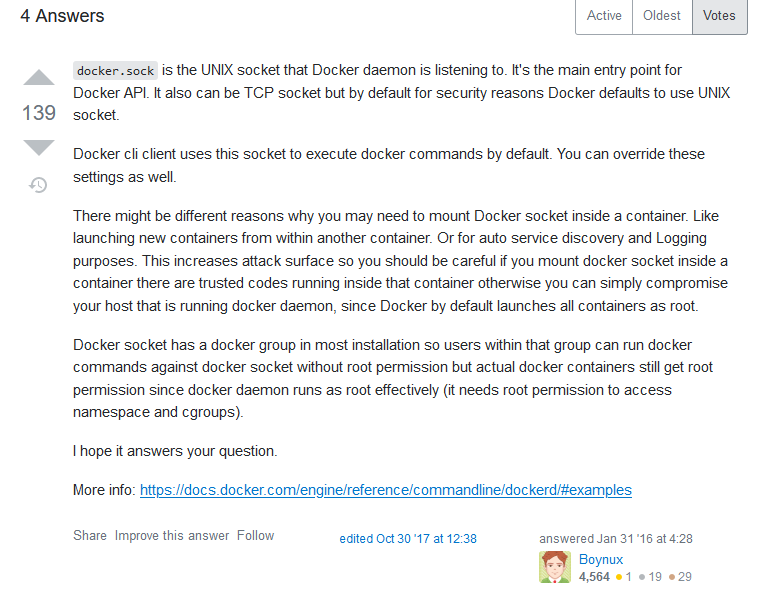 4 Answers
Active Oldest Votes
docker.sock is the UNIX socket that Docker daemon is listening to. It's the main entry point for
Docker API. It also can be TCP socket but by default for security reasons Docker defaults to use UNIX
socket.
139
Docker cli client uses this socket to execute docker commands by default. You can override these
settings as well.
There might be different reasons why you may need to mount Docker socket inside a container. Like
launching new containers from within another container. Or for auto service discovery and Logging
purposes. This increases attack surface so you should be careful if you mount docker socket inside a
container there are trusted codes running inside that container otherwise you can simply compromise
your host that is running docker daemon, since Docker by default launches all containers as root.
Docker socket has a docker group in most installation so users within that group can run docker
commands against docker socket without root permission but actual docker containers still get root
permission since docker daemon runs as root effectively (it needs root permission to access
namespace and cgroups).
I hope it answers your question.
More info: https://docs.docker.com/engine/reference/commandline/dockerd/#examples
Share Improve this answer Follow
edited Oct 30 '17 at 12:38
answered Jan 31 '16 at 4:28
Boynux
4,564 1 19 29